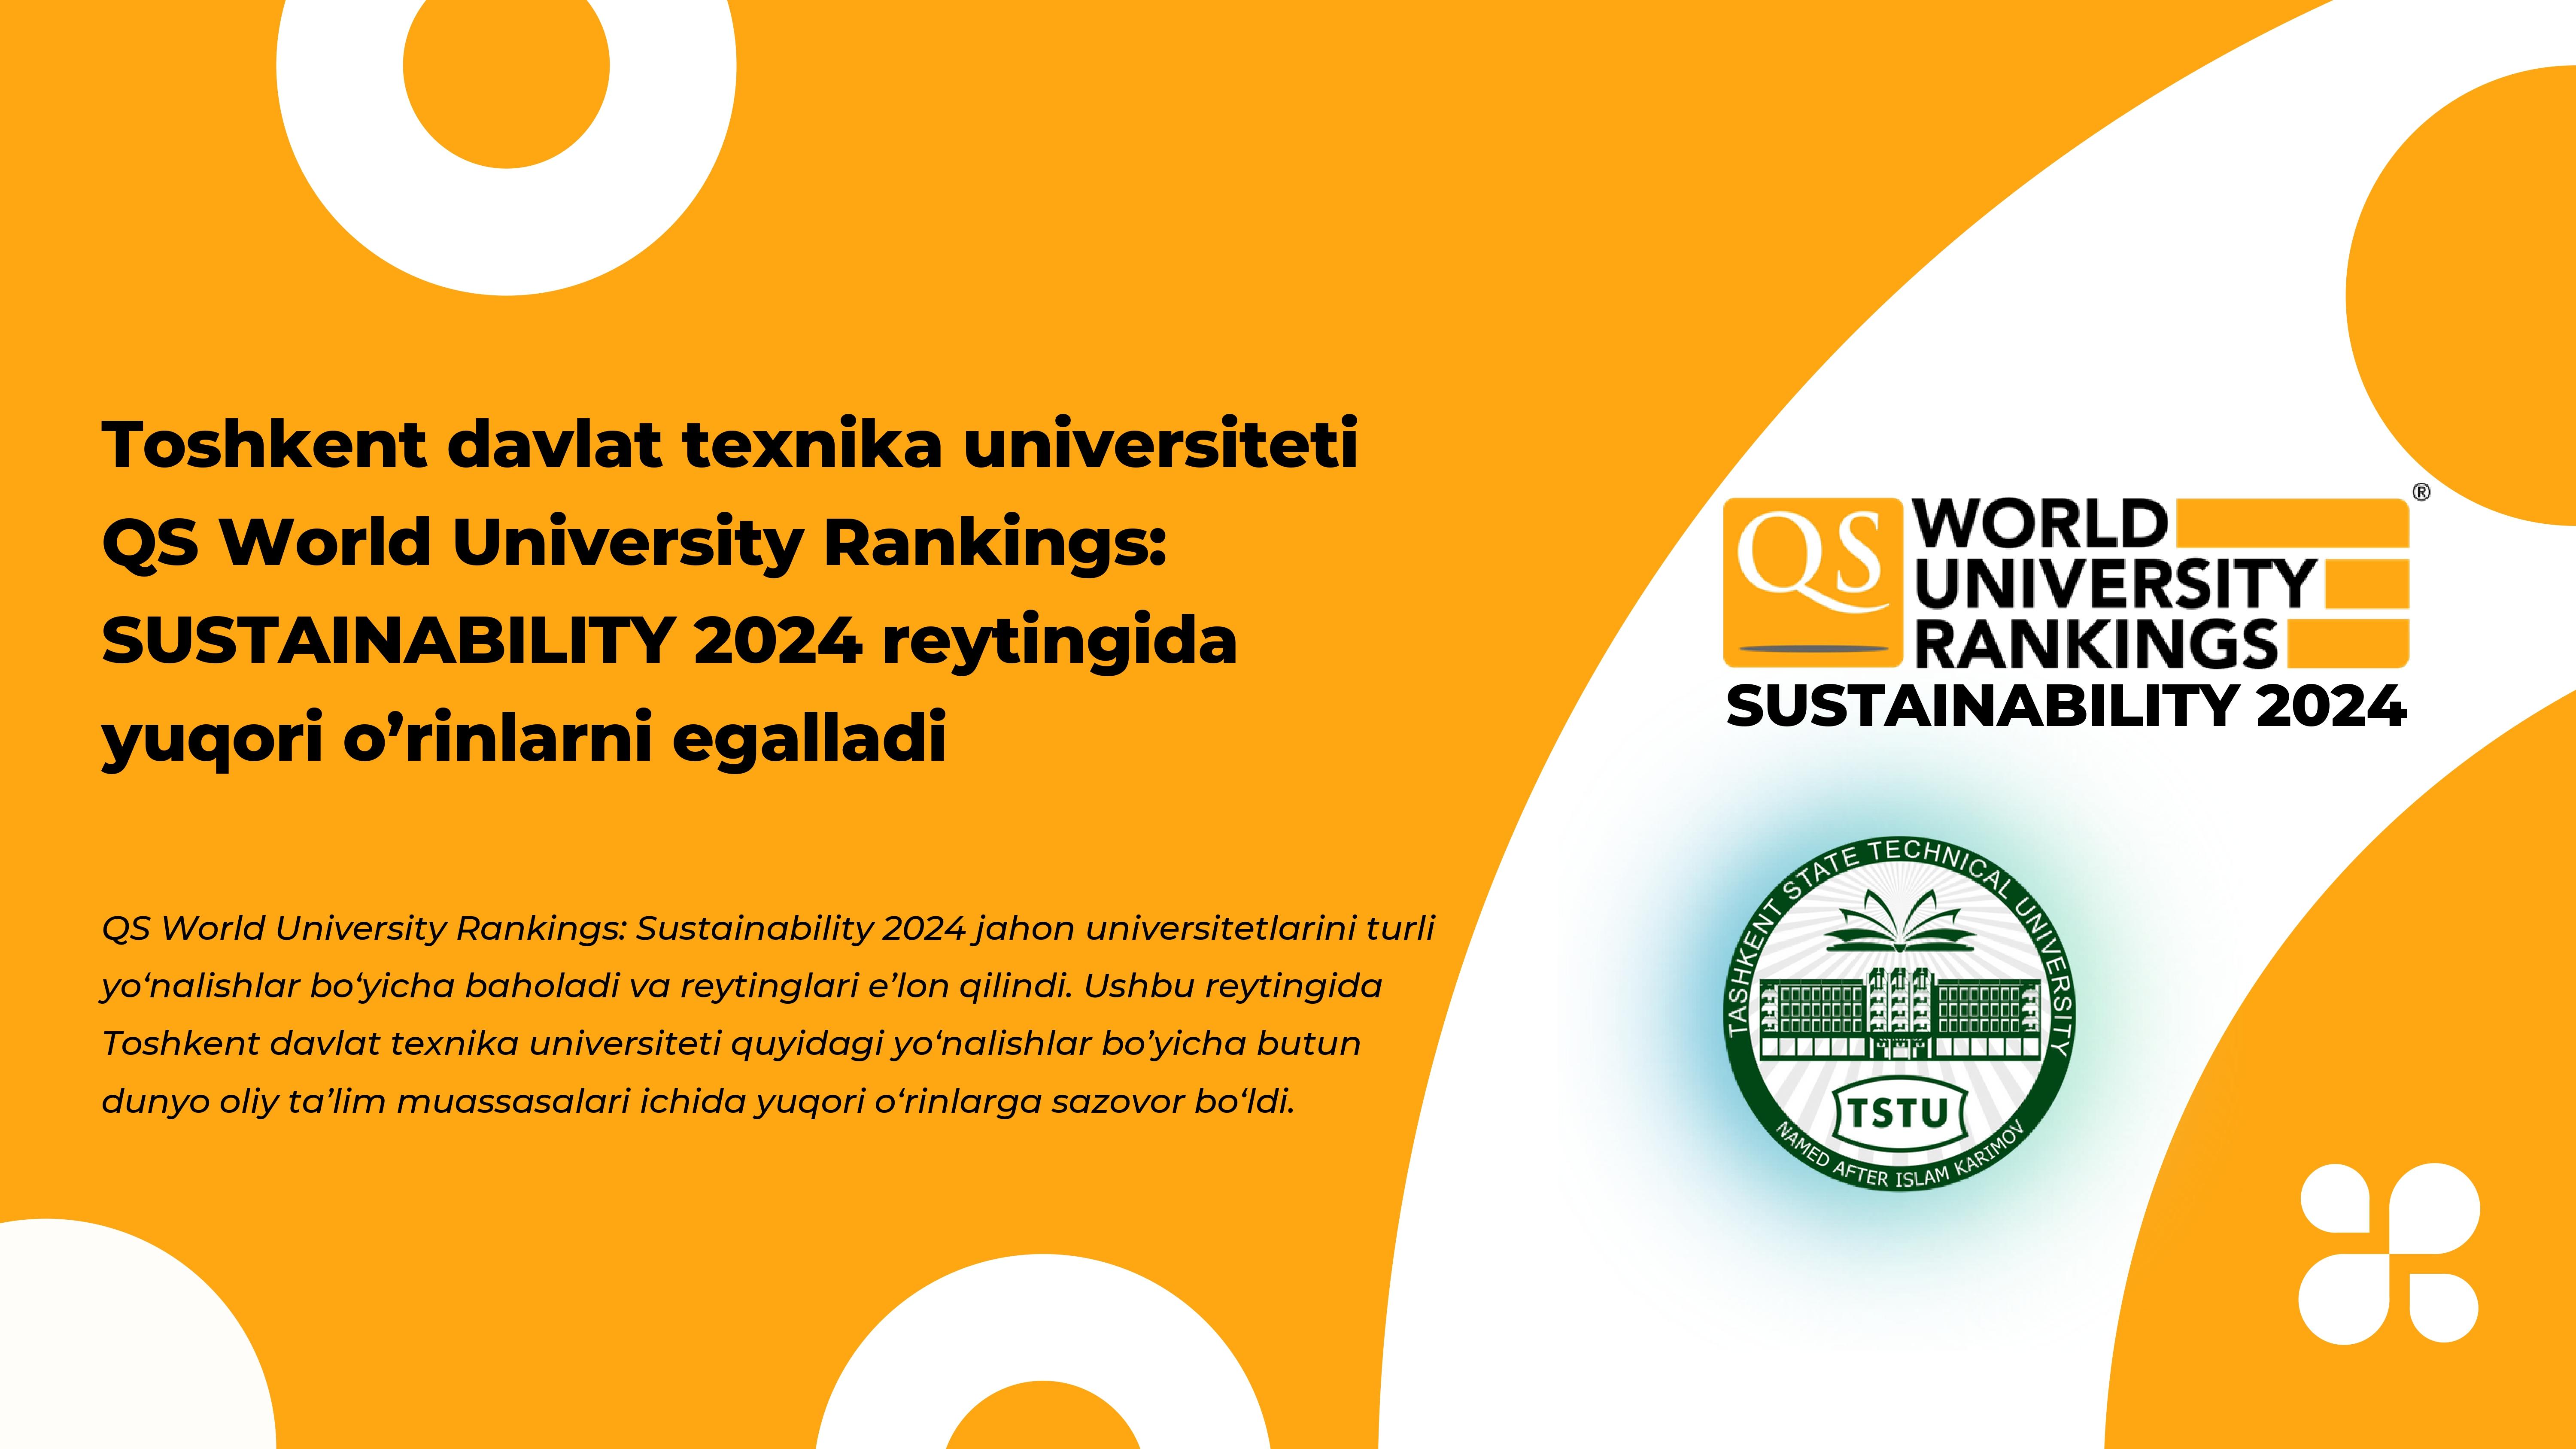 Toshkent davlat texnika universiteti
QS World University Rankings:
SUSTAINABILITY 2024 reytingida
yuqori o’rinlarni egalladi
QS World University Rankings: Sustainability 2024 jahon universitetlarini turli
yo‘nalishlar bo‘yicha baholadi va reytinglari e’lon qilindi. Ushbu reytingida
Toshkent davlat texnika universiteti quyidagi yo‘nalishlar bo’yicha butun
dunyo oliy ta’lim muassasalari ichida yuqori o‘rinlarga sazovor bo‘ldi.
QS
WORLD ®
UNIVERSITY
RANKINGS
SUSTAINABILITY 2024
TASHKENT STATE TECHNICAL UNIVERSITY
TSTU
NAMED AFTER ISLAM KARIMOV